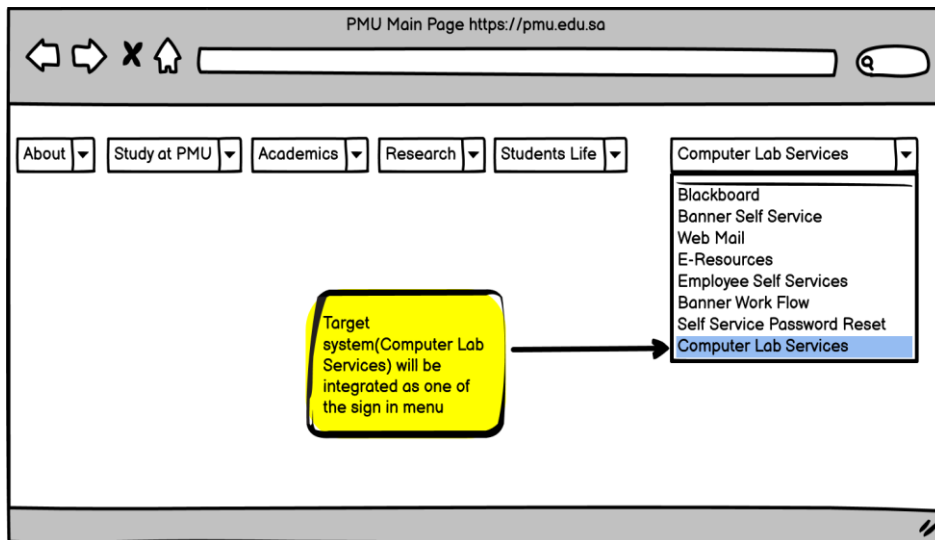 PMU Main Page https://pmu.edu.sa
About
Study at PMU
Academics
Research
Students Life
Computer Lab Services
Blackboard
Banner Self Service
Web Mail
E-Resources
Employee Self Services
Banner Work Flow
Self Service Password Reset
Computer Lab Services
Target
system(Computer Lab
Services) will be
integrated as one of
the sign in menu